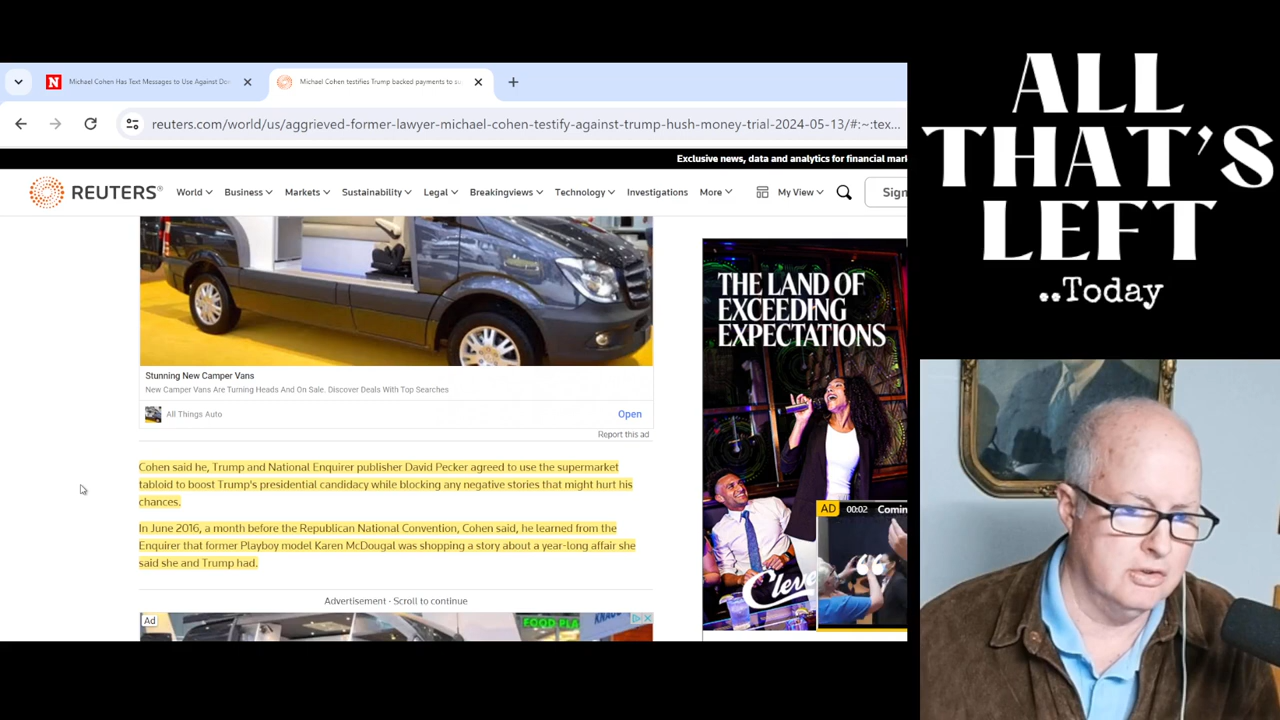 Michael Cohen Has Text Messages to Use Against Do
Michael Cohen testifies Trump backed payments to su
reuters.com/world/us/aggrieved-former-lawyer-michael-cohen-testify-against-trump-hush-money-trial-2024-05-13/#:~:tex...
Exclusive news, data and analytics for financial mark
REUTERS®
World Business Markets Sustainability Legal Breakingviews Technology Investigations More My View Sign
Stunning New Camper Vans
New Camper Vans Are Turning Heads And On Sale. Discover Deals With Top Searches
All Things Auto Open
Report this ad
Cohen said he, Trump and National Enquirer publisher David Pecker agreed to use the supermarket
tabloid to boost Trump's presidential candidacy while blocking any negative stories that might hurt his
chances.
In June 2016, a month before the Republican National Convention, Cohen said, he learned from the
Enquirer that former Playboy model Karen McDougal was shopping a story about a year-long affair she
said she and Trump had.
Advertisement · Scroll to continue
Ad
FOOD PLA
THE LAND OF
EXCEEDING
EXPECTATIONS
AD 00:02 Comin
Cleve
ALL
THAT'S
LEFT
..Today